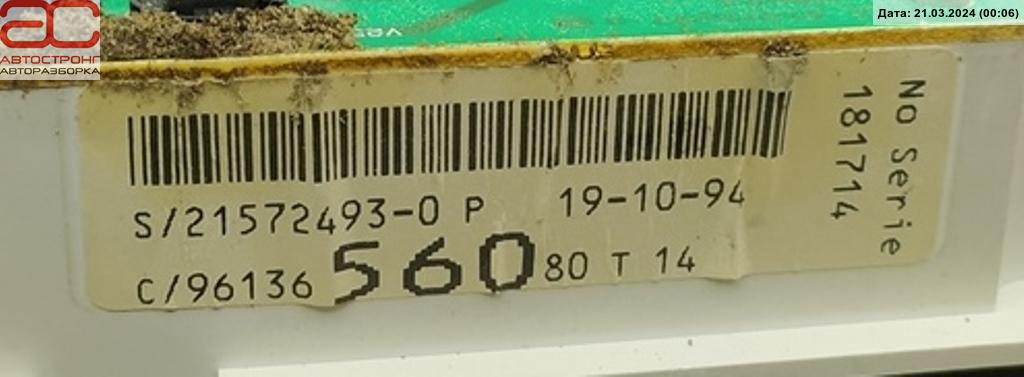 Дата: 21.03.2024 (00:06)
ac
АВТОСТРОНГ
АВТОРАЗБОРКА
S/21572493-0 P 19-10-94
C/96136 560 80 T 14
No Serie
181714